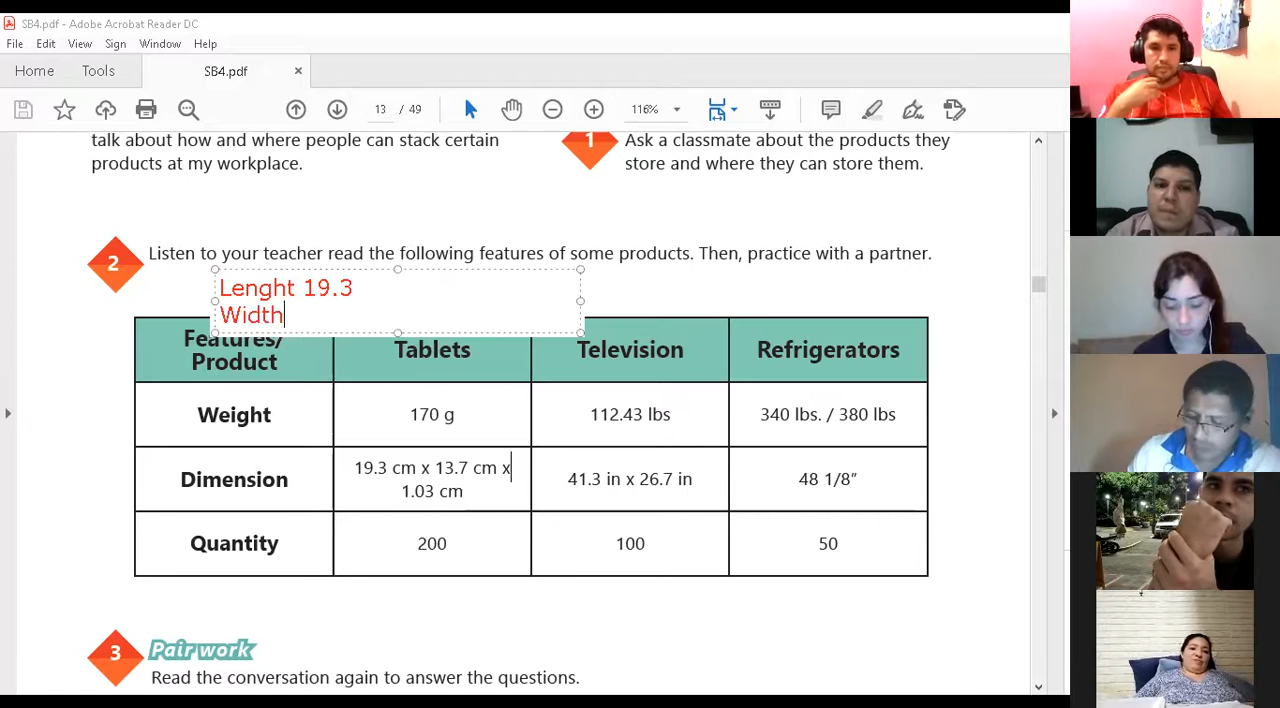 SB4.pdf - Adobe Acrobat Reader DC
File Edit View Sign Window Help
Home Tools SB4.pdf ×
13 / 49 116%
talk about how and where people can stack certain
products at my workplace.
1 Ask a classmate about the products they
store and where they can store them.
2 Listen to your teacher read the following features of some products. Then, practice with a partner.
Lenght 19.3
Width
Features/
Product Tablets Television Refrigerators
Weight 170 g 112.43 lbs 340 lbs. / 380 lbs
Dimension 19.3 cm x 13.7 cm x
1.03 cm 41.3 in x 26.7 in 48 1/8”
Quantity 200 100 50
3 Pair work
Read the conversation again to answer the questions.